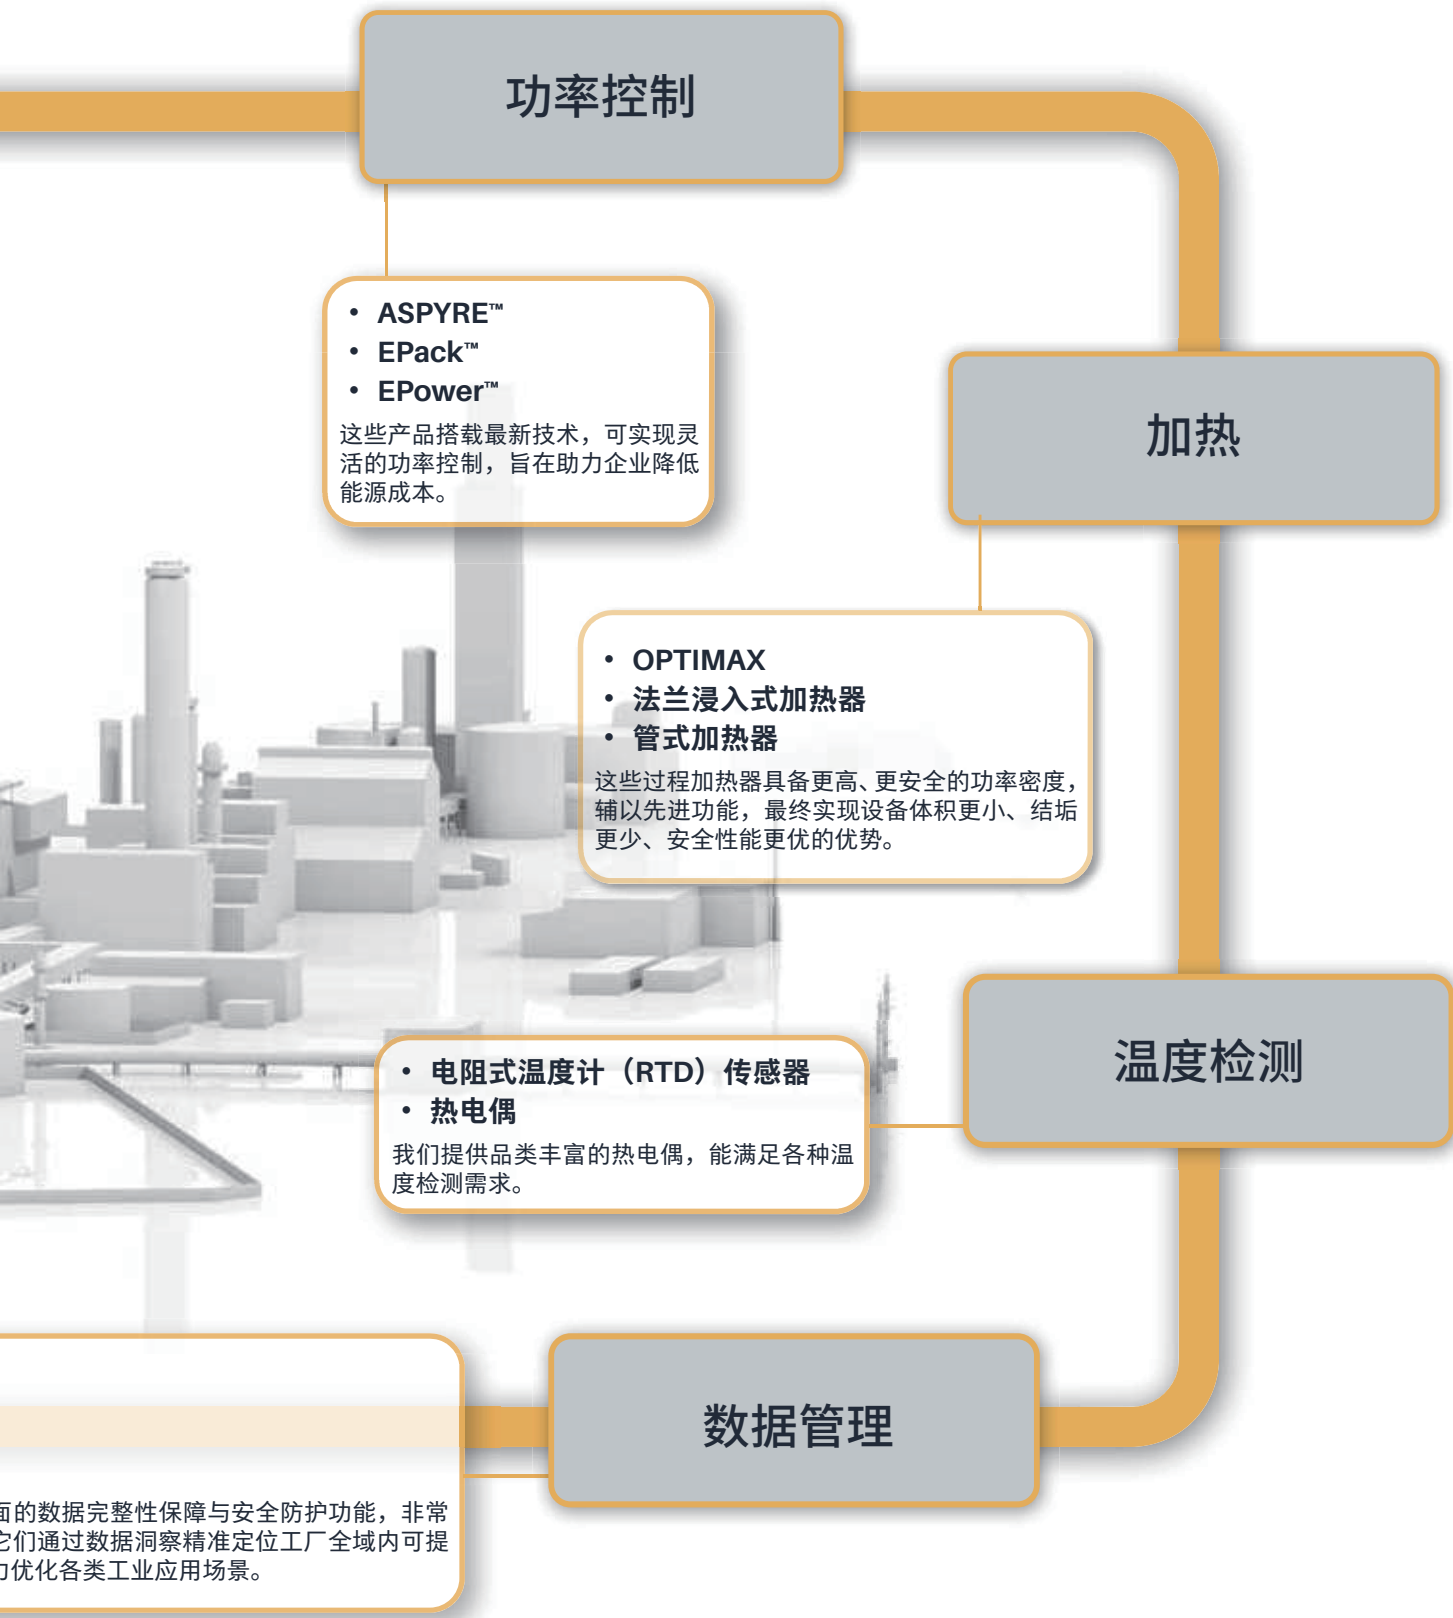 功率控制
• ASPYRE™
• EPack™
• EPower™
这些产品搭载最新技术，可实现灵
活的功率控制，旨在助力企业降低
能源成本。
加热
• OPTIMAX
• 法兰浸入式加热器
• 管式加热器
这些过程加热器具备更高、更安全的功率密度，
辅以先进功能，最终实现设备体积更小、结垢
更少、安全性能更优的优势。
温度检测
• 电阻式温度计（RTD）传感器
• 热电偶
我们提供品类丰富的热电偶，能满足各种温
度检测需求。
数据管理
面的数据完整性保障与安全防护功能，非常
它们通过数据洞察精准定位工厂全域内可提
优化各类工业应用场景。